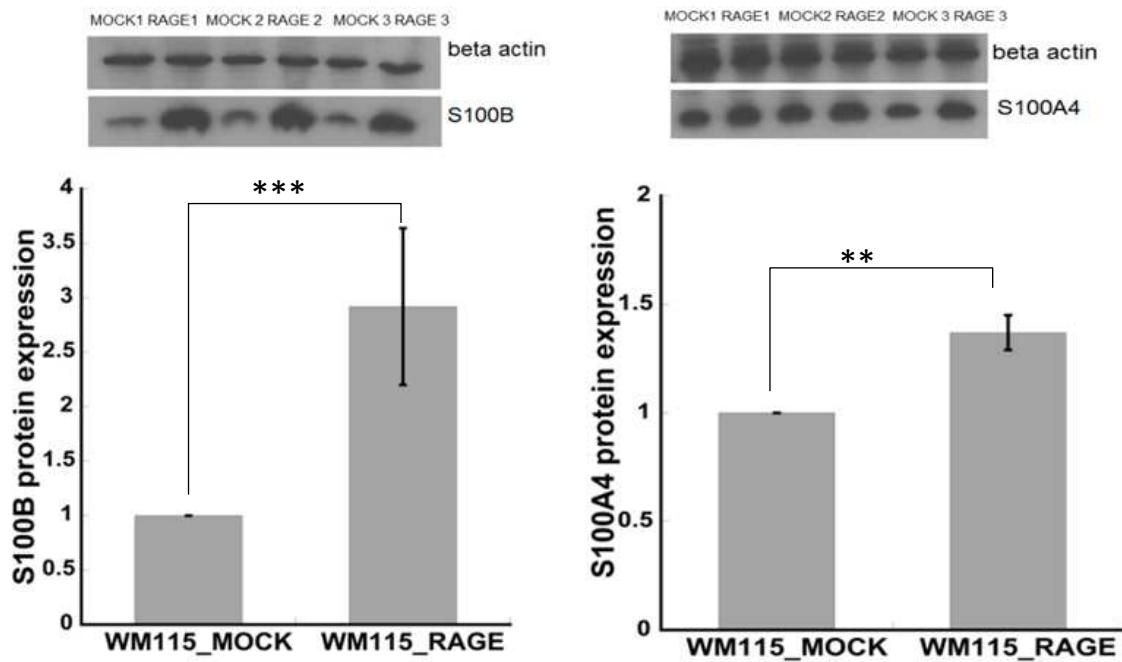 MOCK1 RAGE1 MOCK 2 RAGE 2 MOCK 3 RAGE 3
beta actin
S100B
S100B protein expression
4
3.5
3
2.5
2
1
0.5
0
***
WM115_MOCK WM115_RAGE
MOCK1 RAGE1 MOCK2 RAGE2 MOCK 3 RAGE 3
beta actin
S100A4
S100A4 protein expression
2
1.5
1
0.5
0
**
WM115_MOCK WM115_RAGE